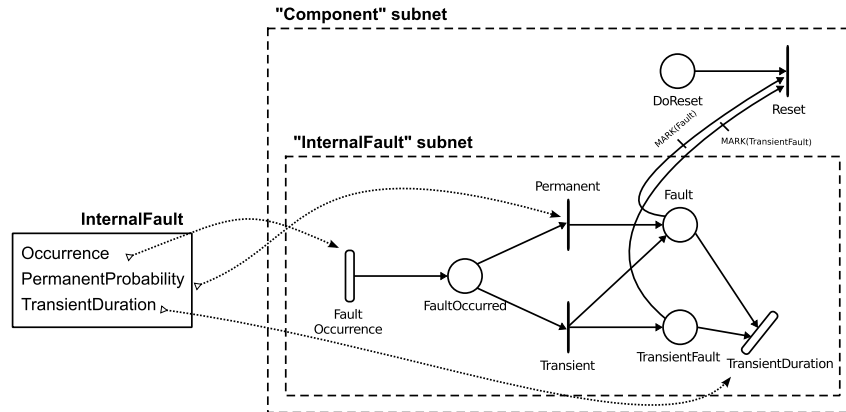 "Component" subnet
DoReset
Reset
MARK(Fault)
MARK(TransientFault)
"InternalFault" subnet
Permanent
Fault
InternalFault
Occurrence
PermanentProbability
TransientDuration
Fault
Occurrence
FaultOccurred
Transient
TransientFault
TransientDuration